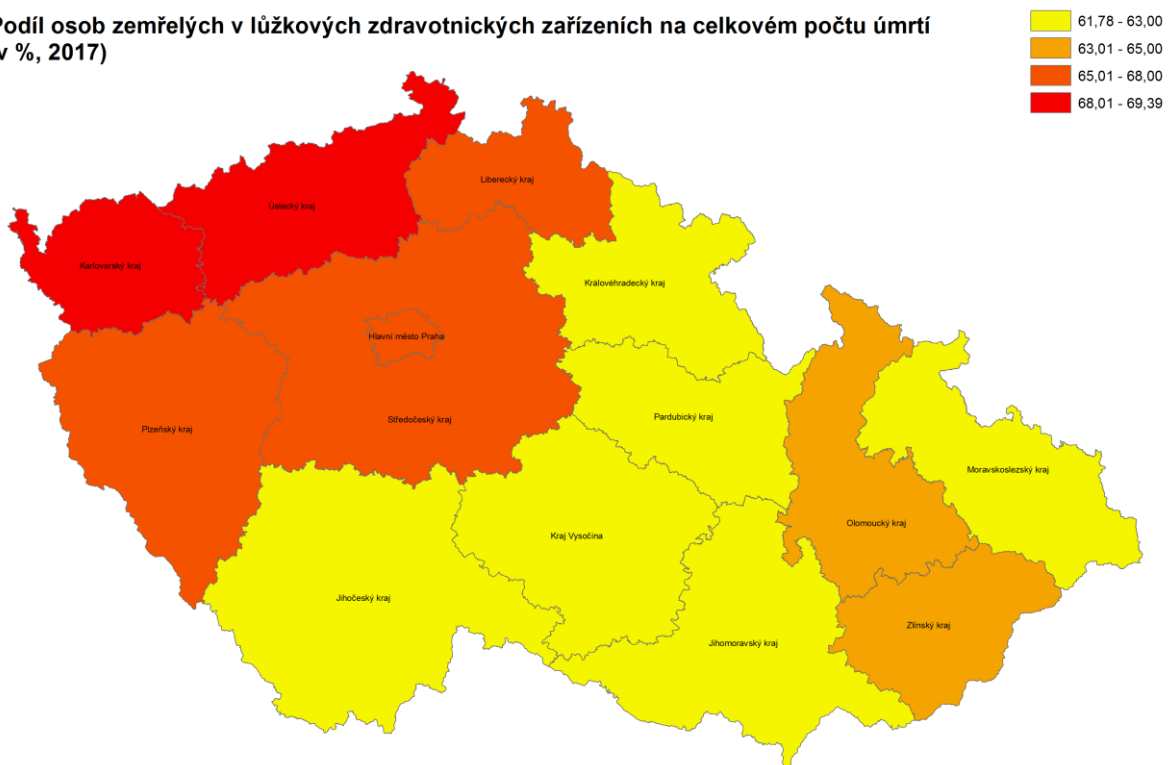 Podíl osob zemřelých v lůžkových zdravotnických zařízeních na celkovém počtu úmrtí
(v %, 2017)
61,78 - 63,00
63,01 - 65,00
65,01 - 68,00
68,01 - 69,39
Liberecký kraj
Ústecký kraj
Karlovarský kraj
Královéhradecký kraj
Hlavní město Praha
Středočeský kraj
Pardubický kraj
Plzeňský kraj
Moravskoslezský kraj
Olomoucký kraj
Kraj Vysočina
Jihočeský kraj
Zlínský kraj
Jihomoravský kraj